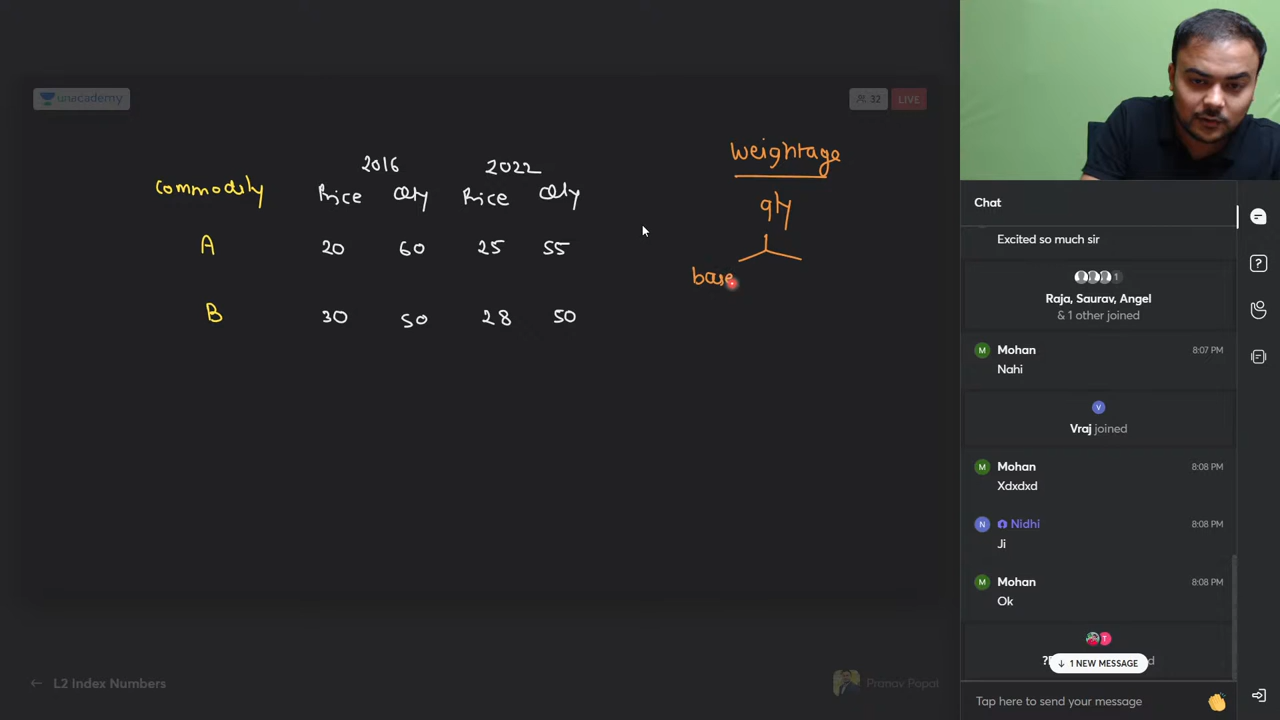 unacademy
32
LIVE
2016
2022
Commodity
Price
Qty
Price
Qty
A
20
60
25
55
B
30
50
28
50
Weightage
qty
base
L2 Index Numbers
Pranav Popat
Chat
Excited so much sir
1
Raja, Saurav, Angel
& 1 other joined
M
Mohan
8:07 PM
Nahi
V
Vraj joined
M
Mohan
8:08 PM
Xdxdxd
N
Nidhi
8:08 PM
Ji
M
Mohan
8:08 PM
Ok
T
1 NEW MESSAGE
Tap here to send your message